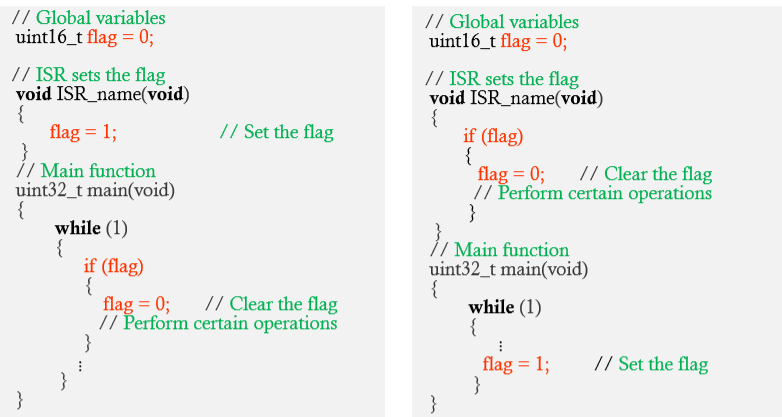 // Global variables
uint16_t flag = 0;
// ISR sets the flag
void ISR_name(void)
{
flag = 1; // Set the flag
}
// Main function
uint32_t main(void)
{
while (1)
{
if (flag)
{
flag = 0; // Clear the flag
// Perform certain operations
}
⋮
}
}
// Global variables
uint16_t flag = 0;
// ISR sets the flag
void ISR_name(void)
{
if (flag)
{
flag = 0; // Clear the flag
// Perform certain operations
}
}
// Main function
uint32_t main(void)
{
while (1)
{
⋮
flag = 1; // Set the flag
}
}